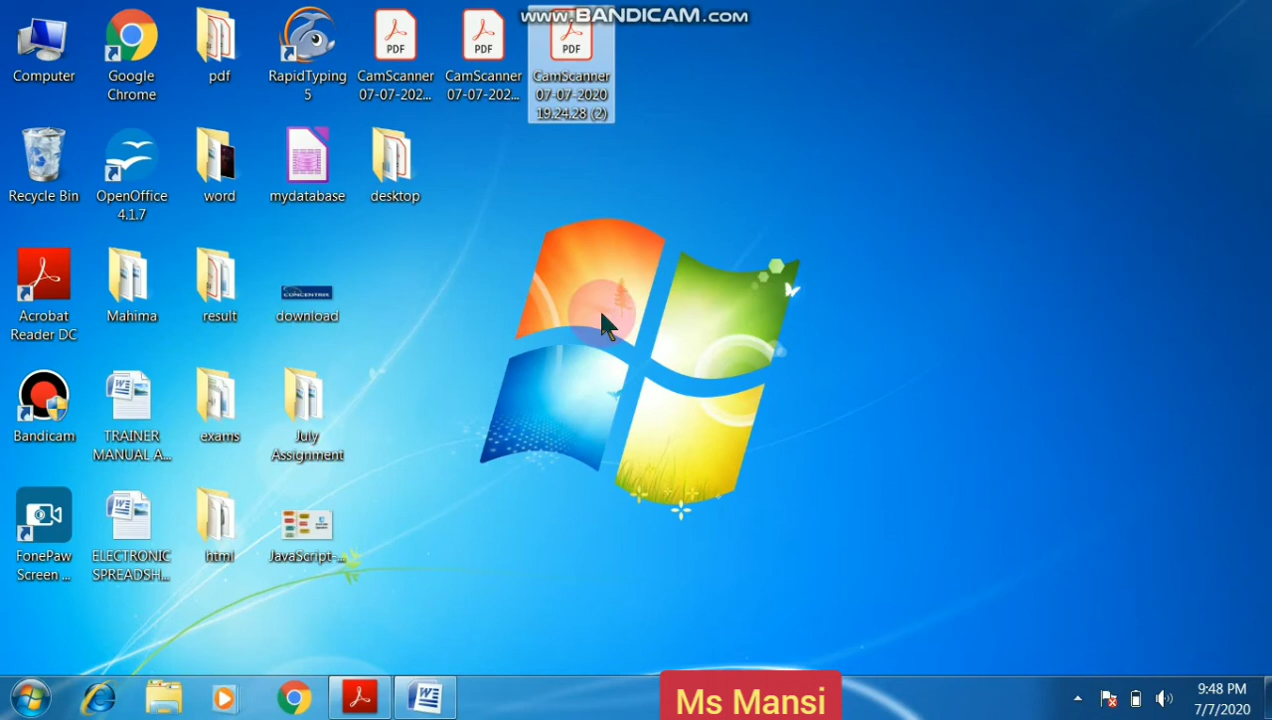 www.BANDICAM.com
Computer
Google
Chrome
pdf
RapidTyping
5
PDF
CamScanner
07-07-202...
PDF
CamScanner
07-07-202...
PDF
CamScanner
07-07-2020
19.24.28 (2)
Recycle Bin
OpenOffice
4.1.7
word
mydatabase
desktop
Acrobat
Reader DC
Mahima
result
CONCENTRIX
download
Bandicam
TRAINER
MANUAL A...
exams
July
Assignment
FonePaw
Screen ...
ELECTRONIC
SPREADSH...
html
JavaScript-...
Ms Mansi
9:48 PM
7/7/2020